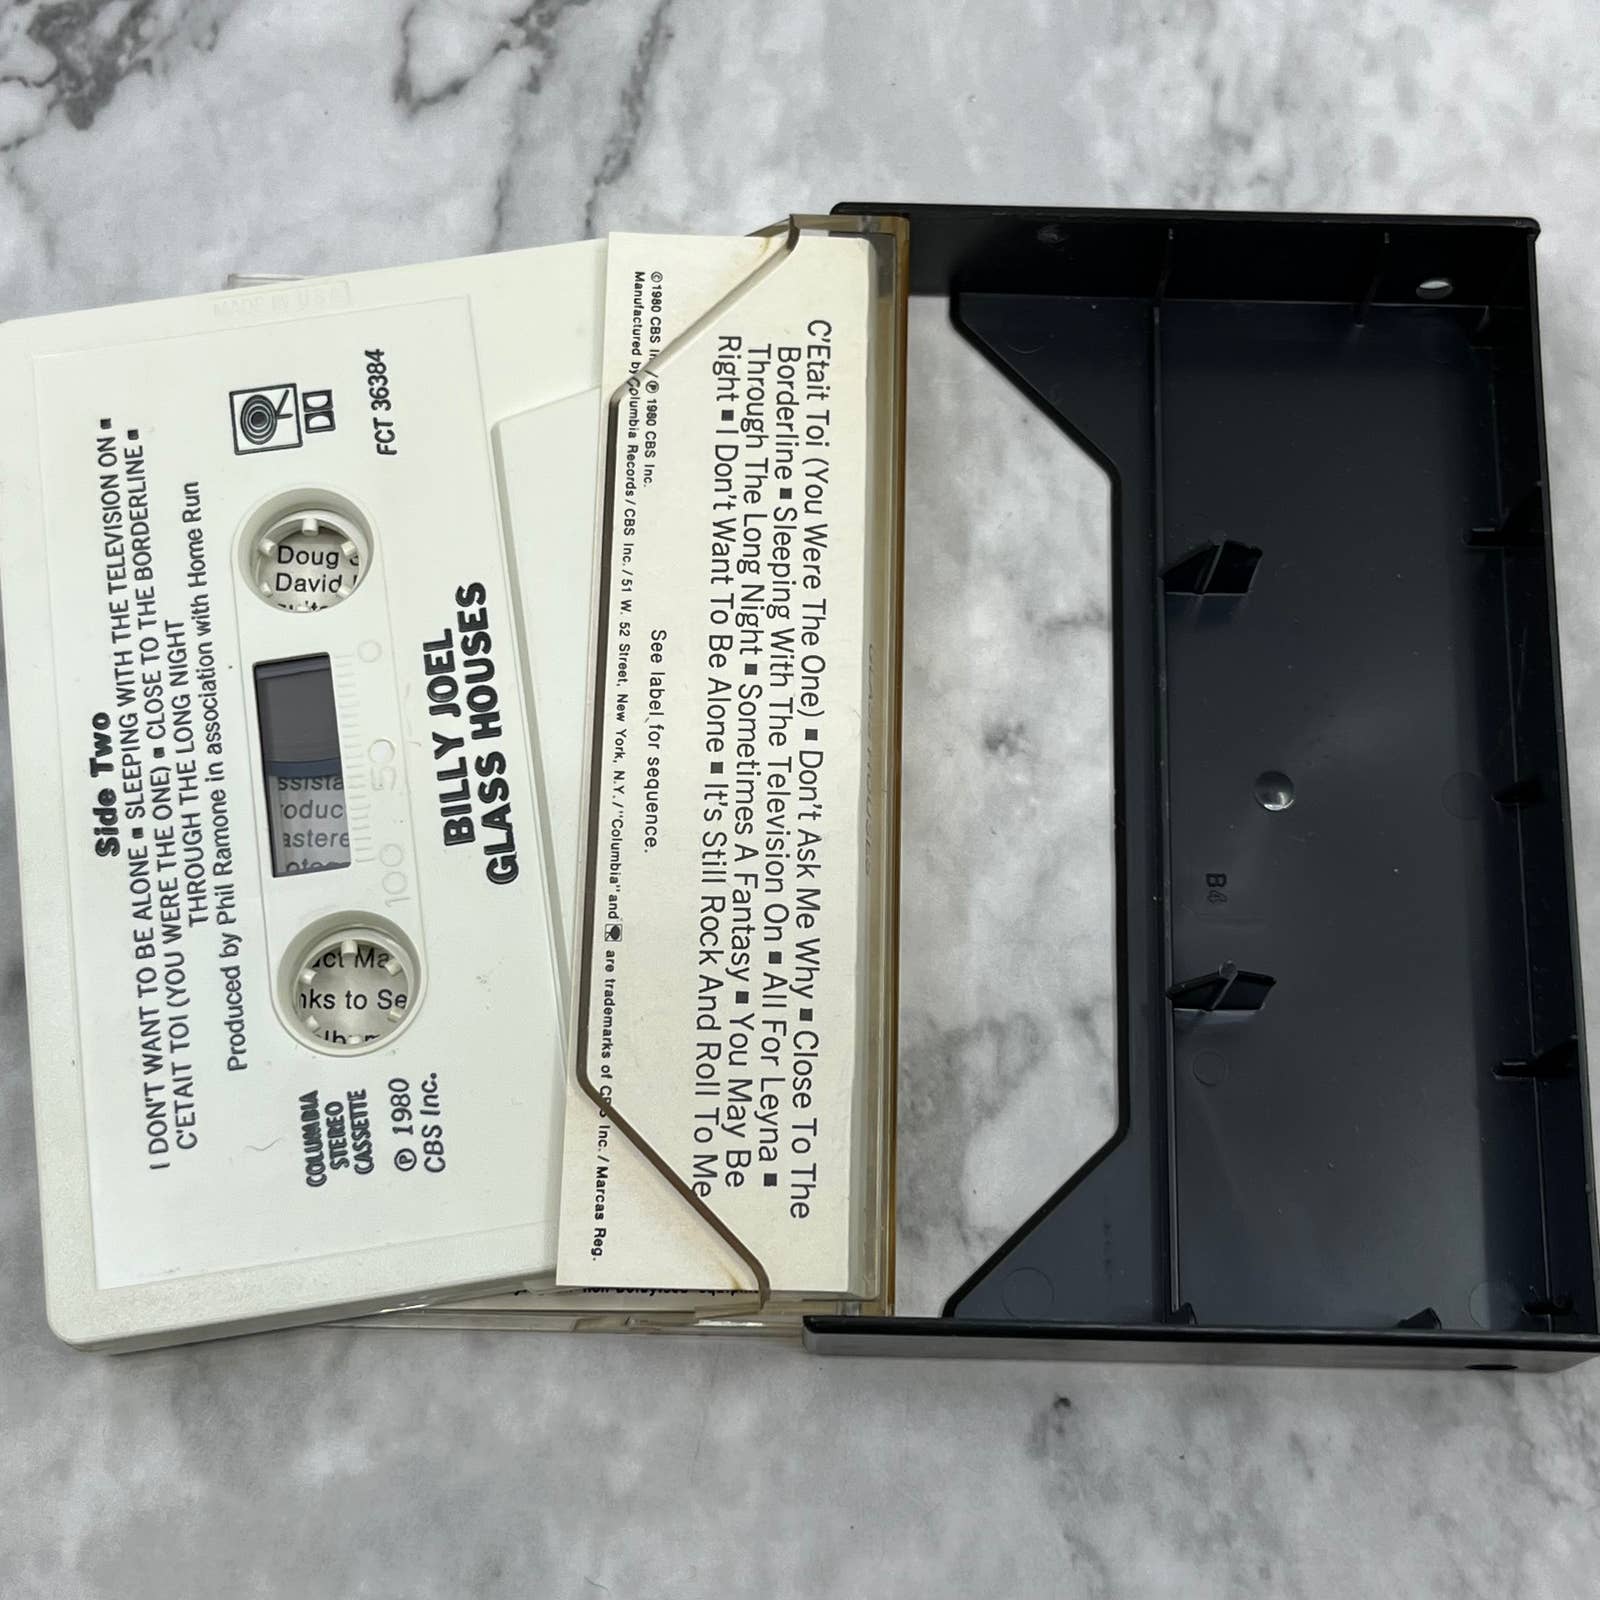 MADE IN U.S.A.
Side Two
I DON'T WANT TO BE ALONE ▪ SLEEPING WITH THE TELEVISION ON ▪
C'ETAIT TOI (YOU WERE THE ONE) ▪ CLOSE TO THE BORDERLINE ▪
THROUGH THE LONG NIGHT
Produced by Phil Ramone in association with Home Run
FCT 36384
Doug
David
0
50
100
to Se
COLUMBIA
STEREO
CASSETTE
℗ 1980
CBS Inc.
BILLY JOEL
GLASS HOUSES
C'Etait Toi (You Were The One) ▪ Don't Ask Me Why ▪ Close To The
Borderline ▪ Sleeping With The Television On ▪ All For Leyna ▪
Through The Long Night ▪ Sometimes A Fantasy ▪ You May Be
Right ▪ I Don't Want To Be Alone ▪ It's Still Rock And Roll To Me
See label for sequence.
©1980 CBS Inc./℗ 1980 CBS Inc.
Manufactured by Columbia Records/CBS Inc./51 W. 52 Street, New York, N.Y./"Columbia" and are trademarks of CBS Inc./Marcas Reg.
B4